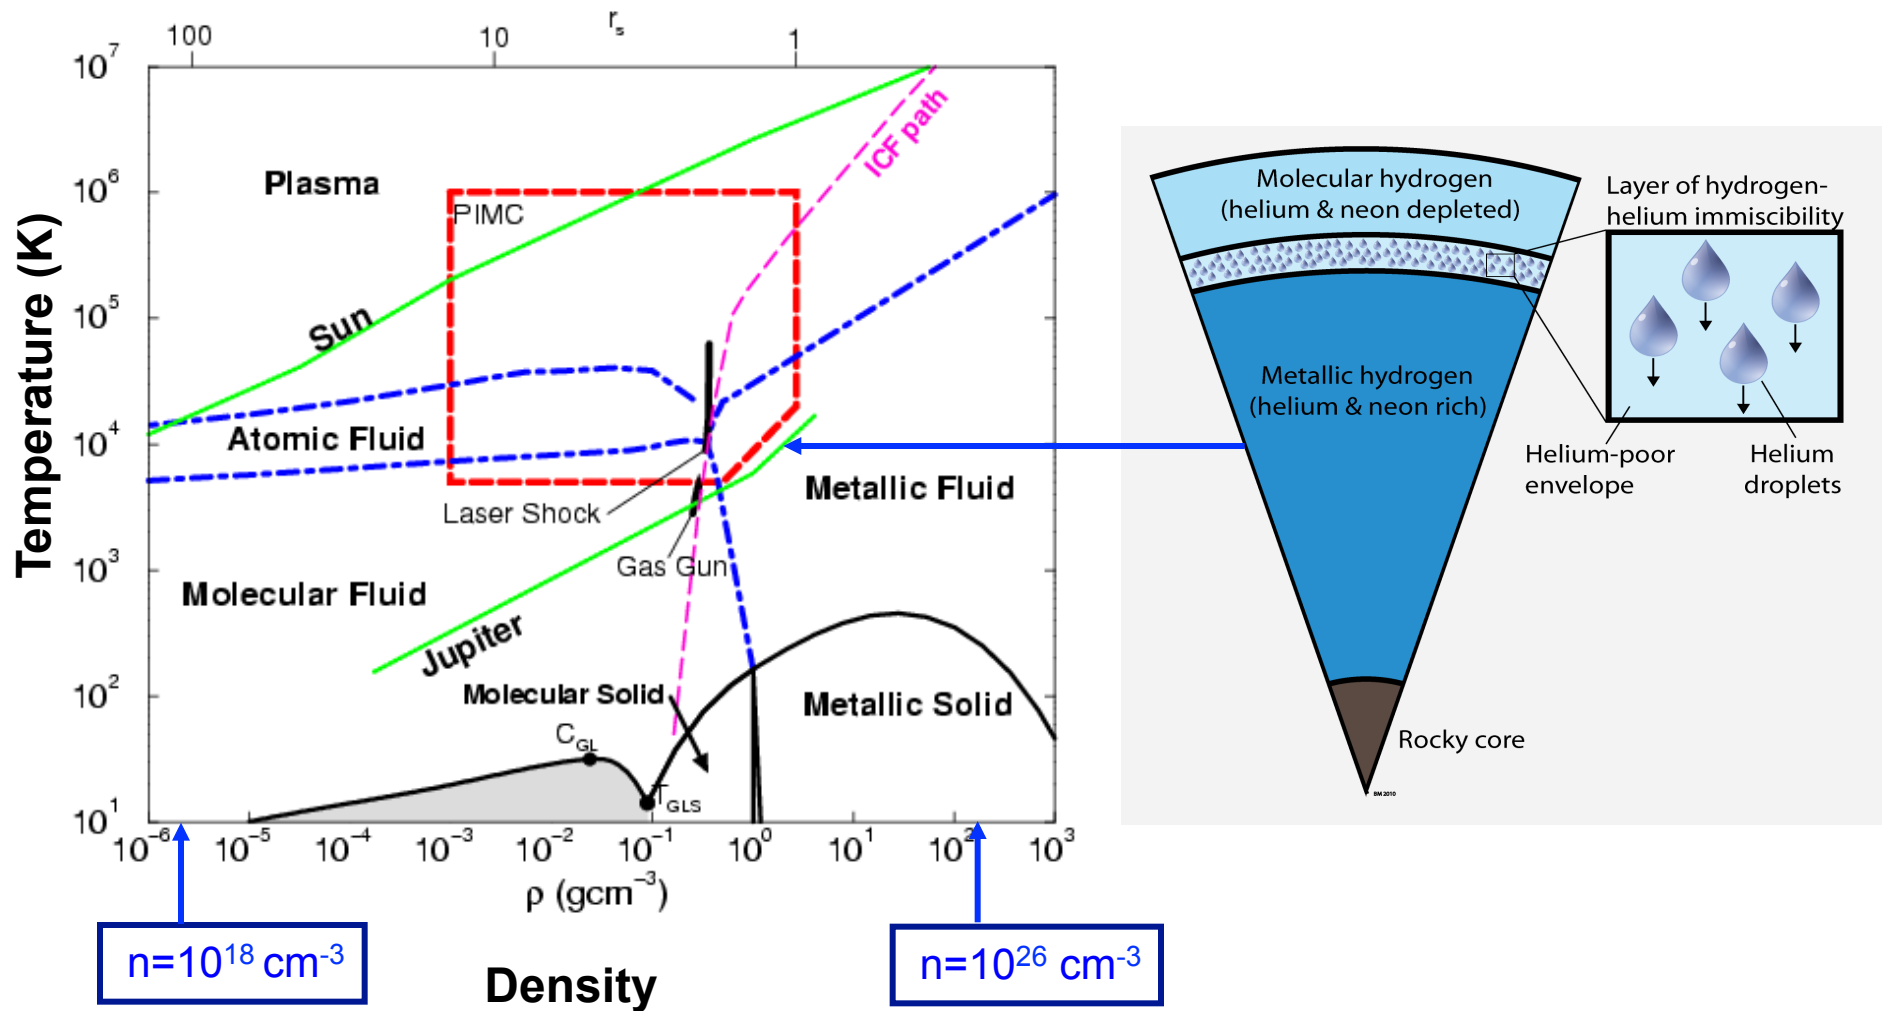 100
10
r_s
1
10^7
10^6
10^5
10^4
10^3
10^2
10^1
Temperature (K)
Plasma
PIMC
ICF path
Sun
Atomic Fluid
Laser Shock
Metallic Fluid
Gas Gun
Molecular Fluid
Jupiter
Molecular Solid
Metallic Solid
C_GL
T_GLS
10^−6
10^−5
10^−4
10^−3
10^−2
10^−1
10^0
10^1
10^2
10^3
ρ (gcm^−3)
n=10^18 cm^-3
Density
n=10^26 cm^-3
Molecular hydrogen
(helium & neon depleted)
Layer of hydrogen-
helium immiscibility
Metallic hydrogen
(helium & neon rich)
Helium-poor
envelope
Helium
droplets
Rocky core
BM 2010